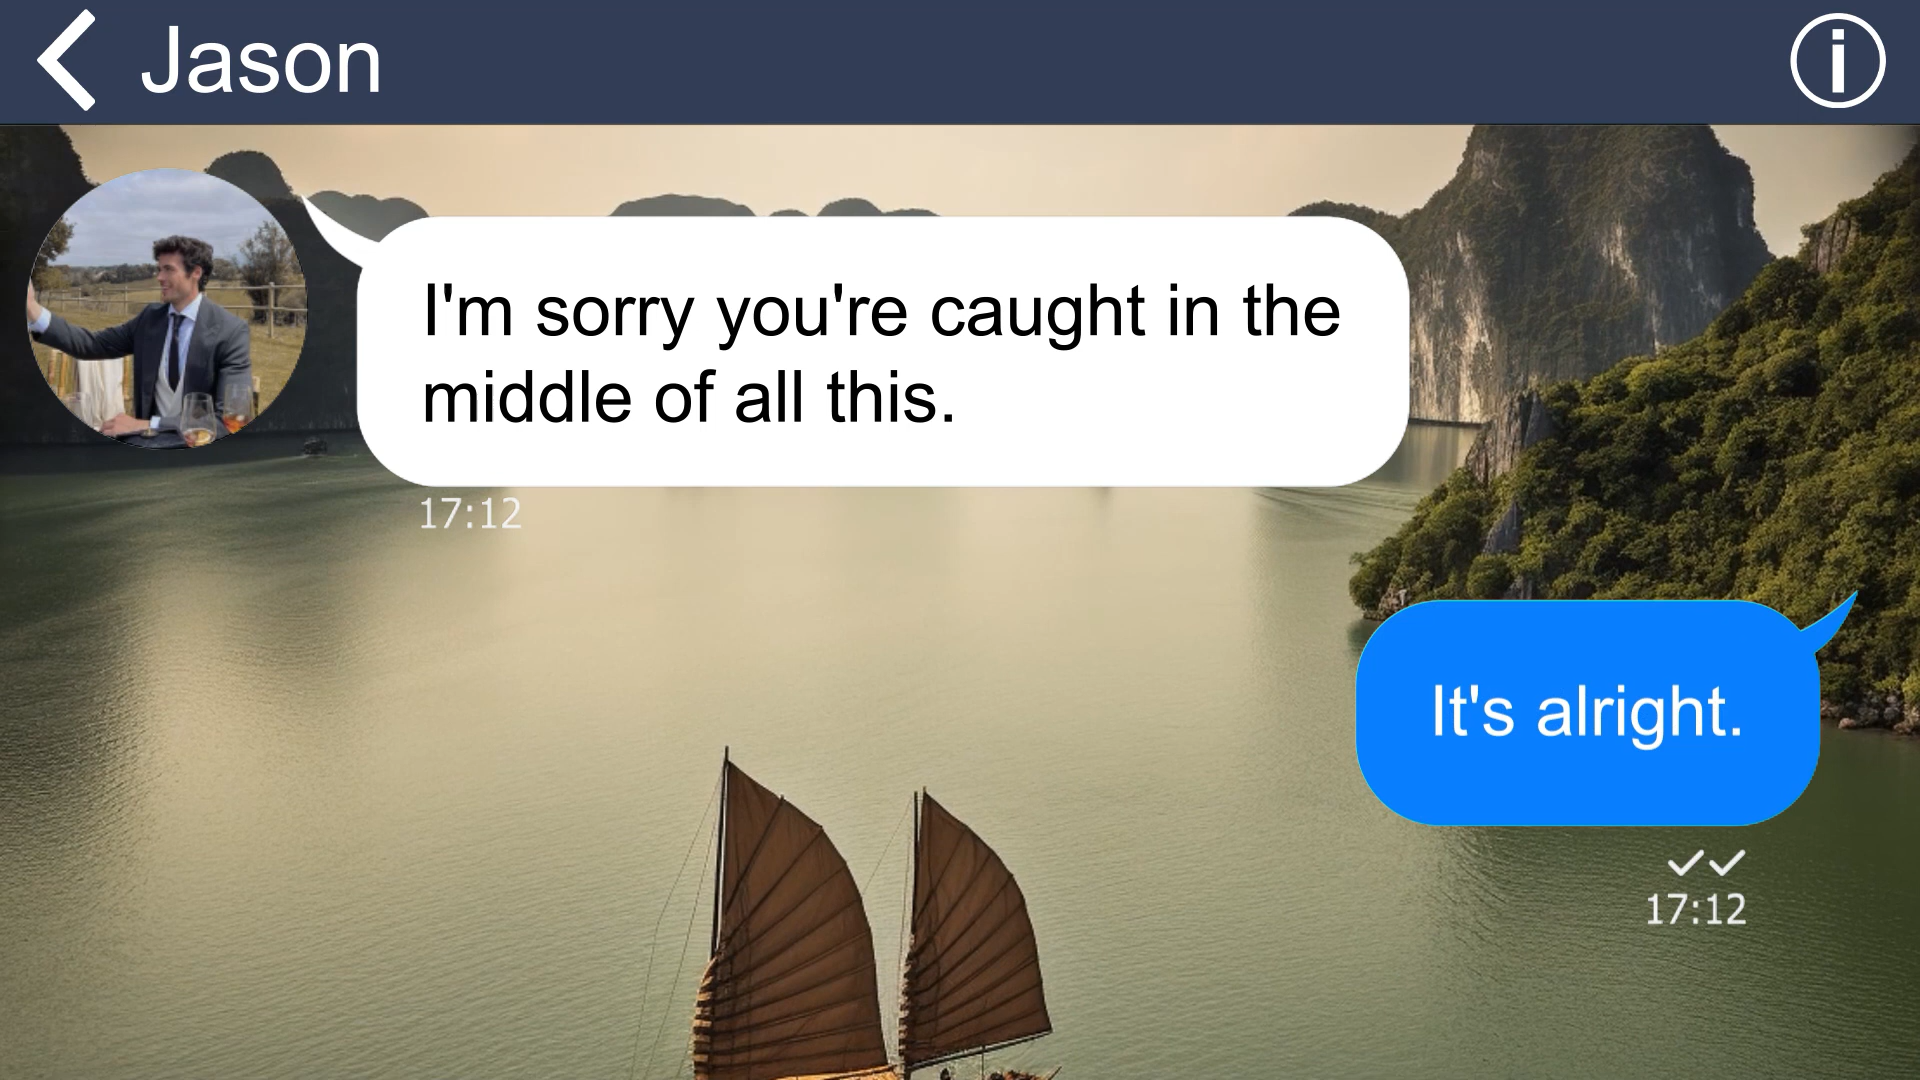 Jason
I'm sorry you're caught in the
middle of all this.
17:12
It's alright.
17:12